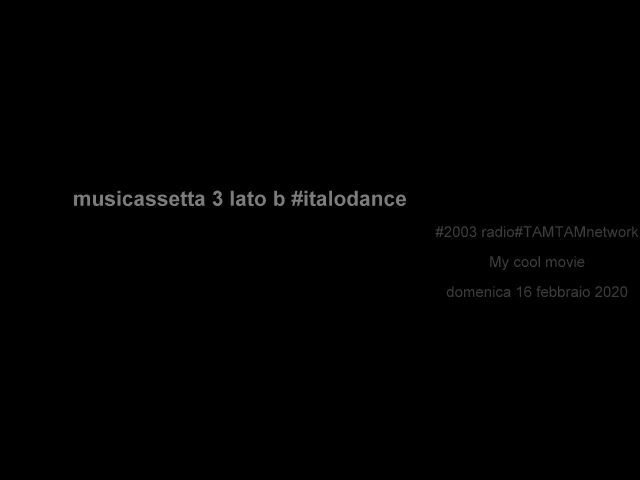 musicassetta 3 lato b #italodance
#2003 radio#TAMTAMnetwork
My cool movie
domenica 16 febbraio 2020